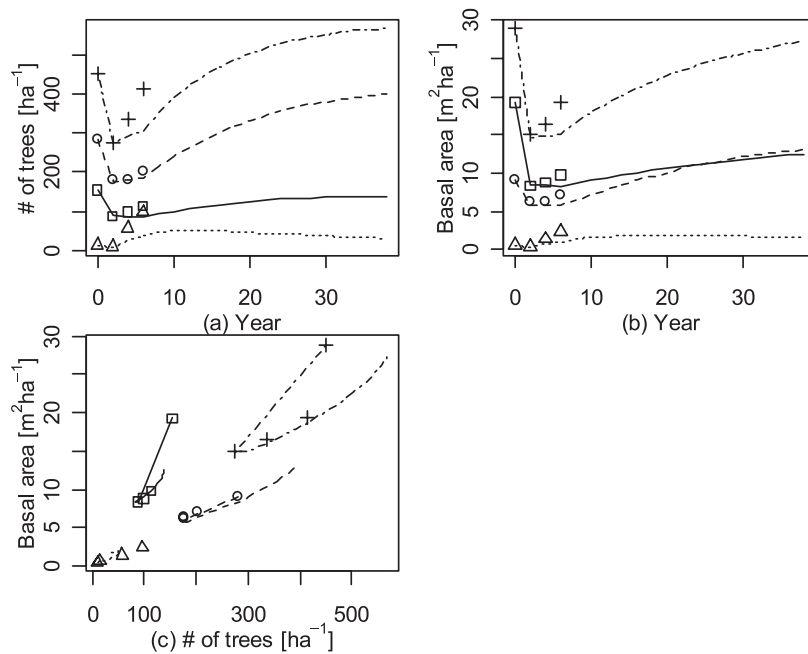 # of trees [ha⁻¹]
400
200
0
0 10 20 30
(a) Year
Basal area [m²ha⁻¹]
30
20
10
5
0
0 10 20 30
(b) Year
Basal area [m²ha⁻¹]
30
20
10
5
0
0 100 300 500
(c) # of trees [ha⁻¹]